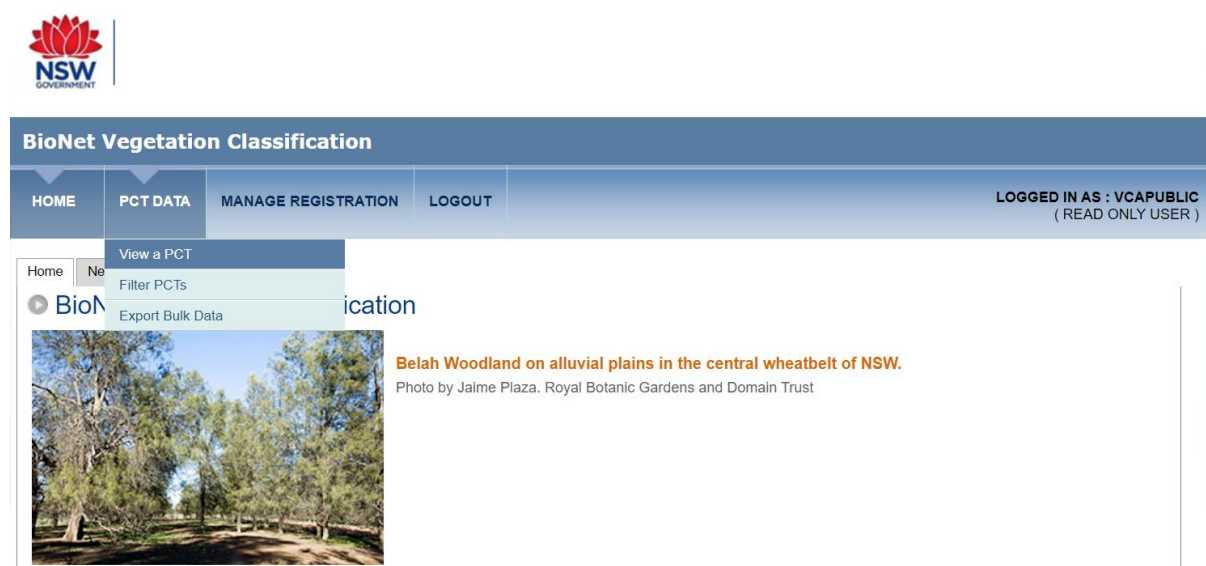 NSW
GOVERNMENT
BioNet Vegetation Classification
HOME
PCT DATA
MANAGE REGISTRATION
LOGOUT
LOGGED IN AS : VCAPUBLIC
( READ ONLY USER )
View a PCT
Filter PCTs
Export Bulk Data
Home
Belah Woodland on alluvial plains in the central wheatbelt of NSW.
Photo by Jaime Plaza. Royal Botanic Gardens and Domain Trust